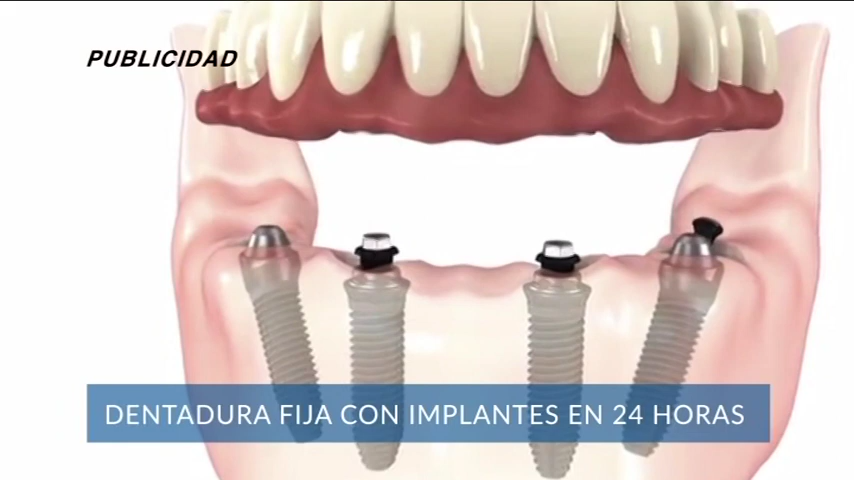 PUBLICIDAD
DENTADURA FIJA CON IMPLANTES EN 24 HORAS